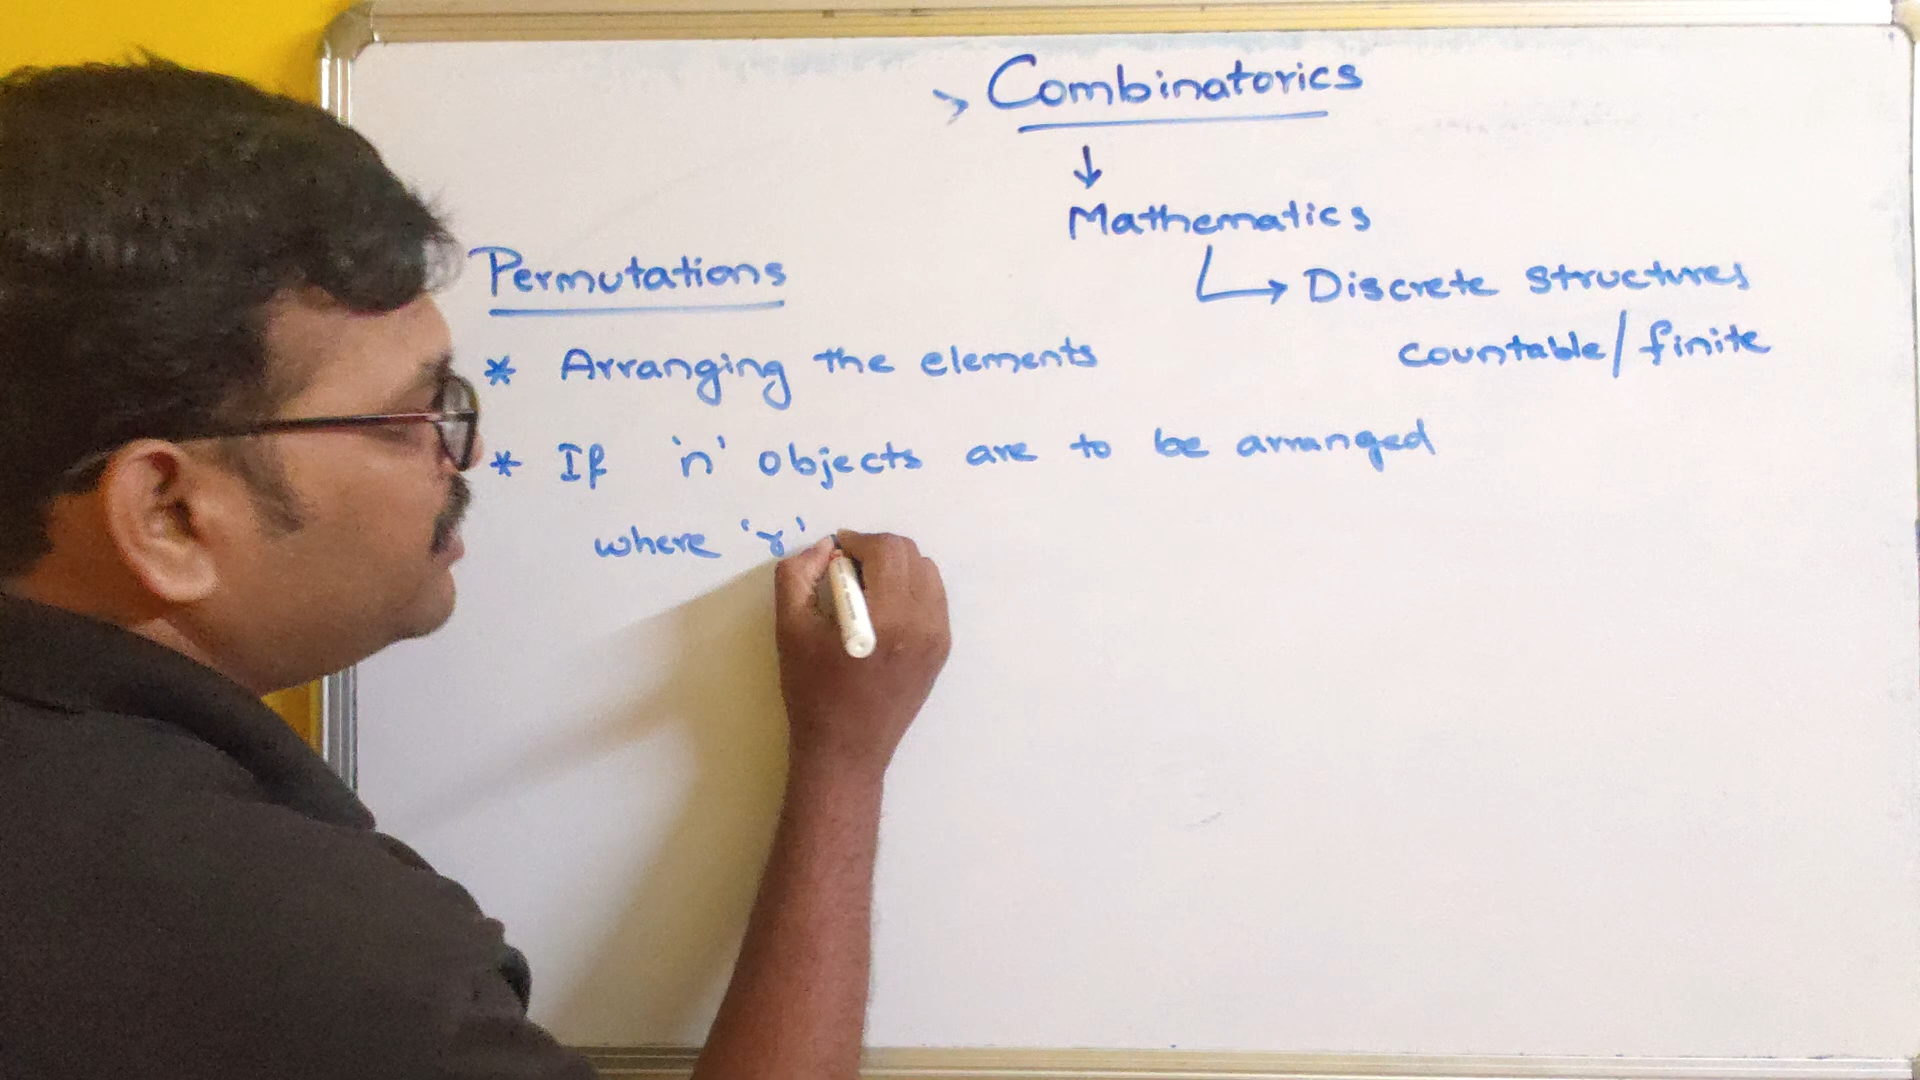 > Combinatorics
↓
Mathematics
↳ Discrete structures
countable/finite
Permutations
* Arranging the elements
* If 'n' objects are to be arranged
where 'r'